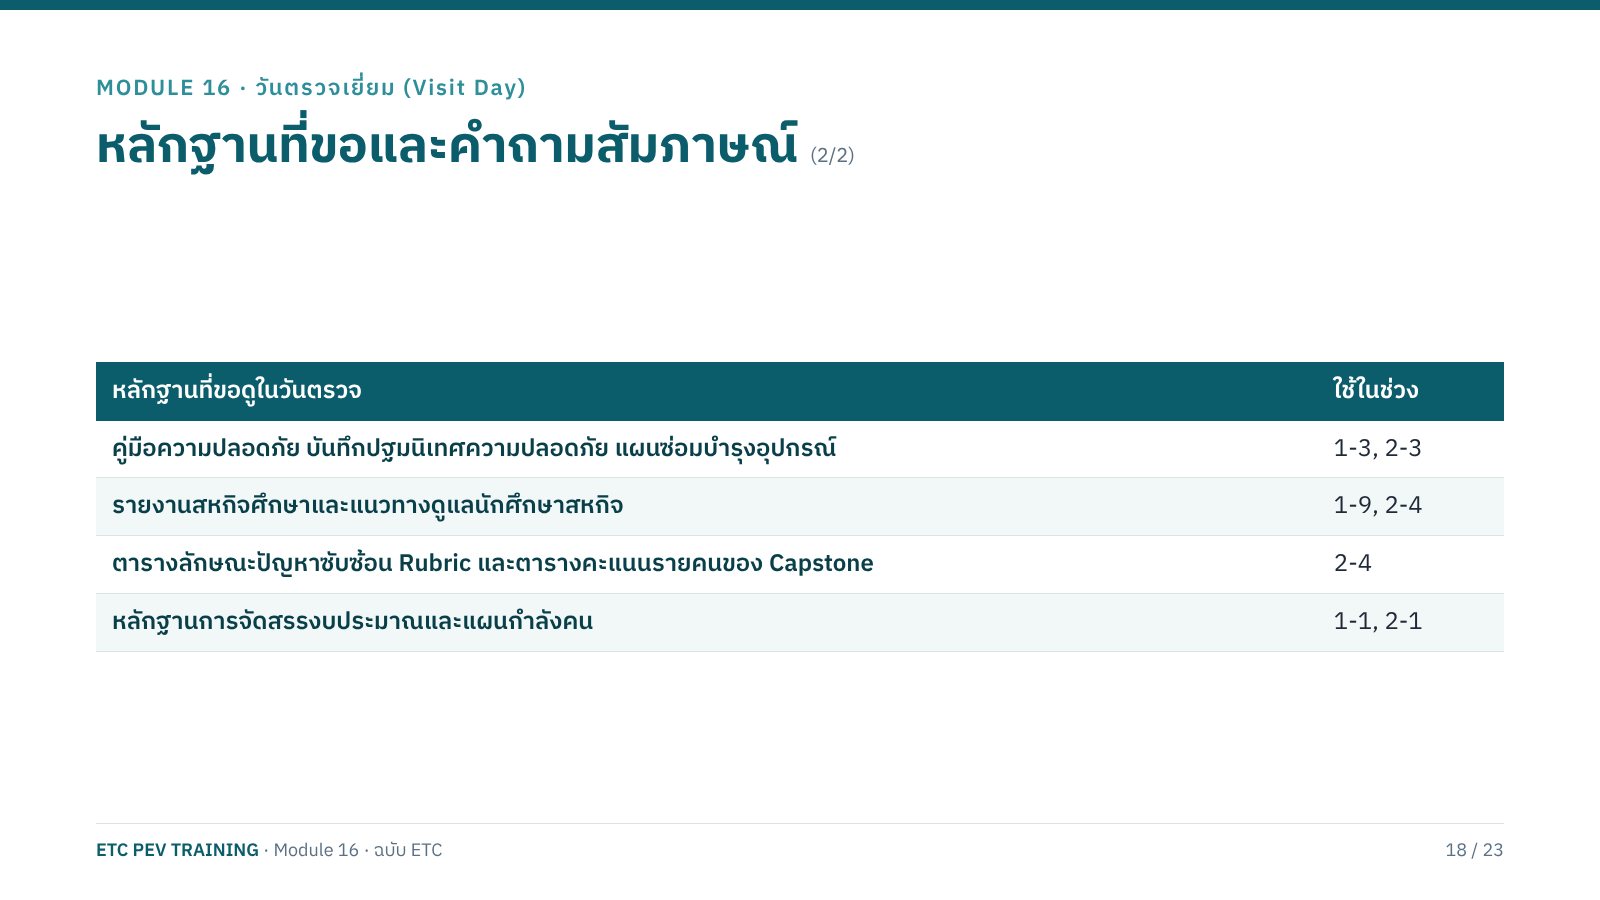 MODULE 16 · วันตรวจเยี่ยม (Visit Day)
หลักฐานที่ขอและคำถามสัมภาษณ์ (2/2)
หลักฐานที่ขอดูในวันตรวจ ใช้ในช่วง
คู่มือความปลอดภัย บันทึกปฐมนิเทศความปลอดภัย แผนซ่อมบำรุงอุปกรณ์ 1-3, 2-3
รายงานสหกิจศึกษาและแนวทางดูแลนักศึกษาสหกิจ 1-9, 2-4
ตารางลักษณะปัญหาซับซ้อน Rubric และตารางคะแนนรายคนของ Capstone 2-4
หลักฐานการจัดสรรงบประมาณและแผนกำลังคน 1-1, 2-1
ETC PEV TRAINING · Module 16 · ฉบับ ETC 18 / 23